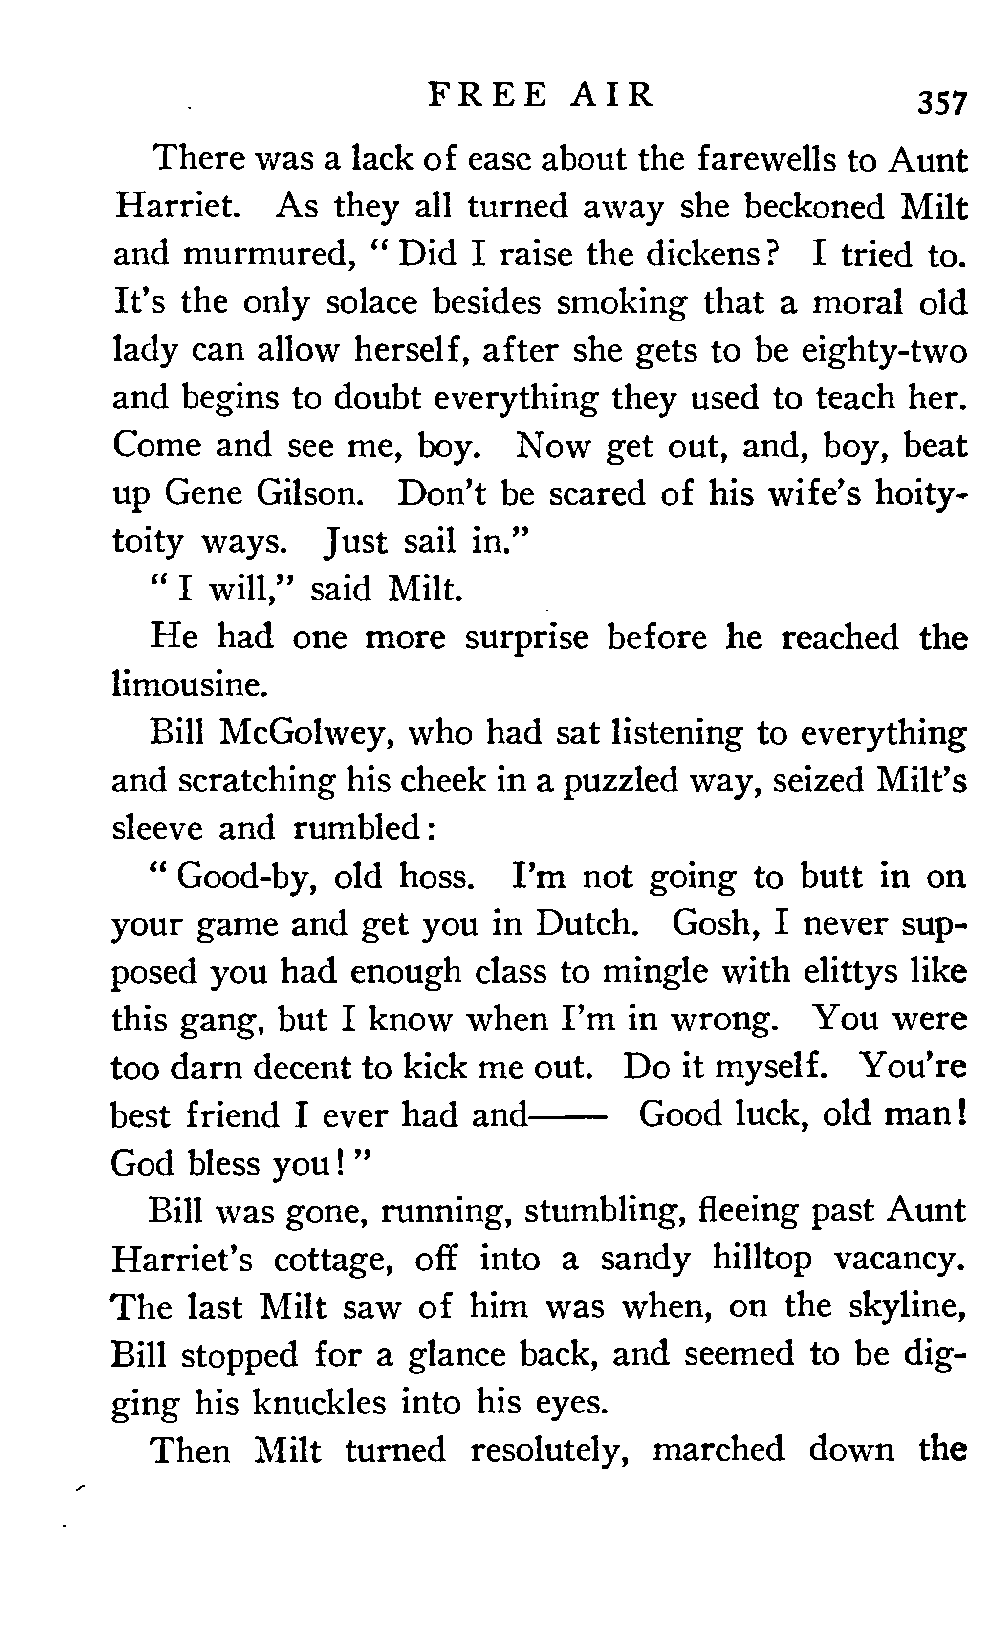 FREE AIR 357
There was a lack of ease about the farewells to Aunt
Harriet. As they all turned away she beckoned Milt
and murmured, “ Did I raise the dickens? I tried to.
It's the only solace besides smoking that a moral old
lady can allow herself, after she gets to be eighty-two
and begins to doubt everything they used to teach her.
Come and see me, boy. Now get out, and, boy, beat
up Gene Gilson. Don't be scared of his wife's hoity-
toity ways. Just sail in.”
“ I will,” said Milt.
He had one more surprise before he reached the
limousine.
Bill McGolwey, who had sat listening to everything
and scratching his cheek in a puzzled way, seized Milt's
sleeve and rumbled:
“ Good-by, old hoss. I'm not going to butt in on
your game and get you in Dutch. Gosh, I never sup-
posed you had enough class to mingle with elittys like
this gang, but I know when I'm in wrong. You were
too darn decent to kick me out. Do it myself. You're
best friend I ever had and—— Good luck, old man!
God bless you! ”
Bill was gone, running, stumbling, fleeing past Aunt
Harriet's cottage, off into a sandy hilltop vacancy.
The last Milt saw of him was when, on the skyline,
Bill stopped for a glance back, and seemed to be dig-
ging his knuckles into his eyes.
Then Milt turned resolutely, marched down the